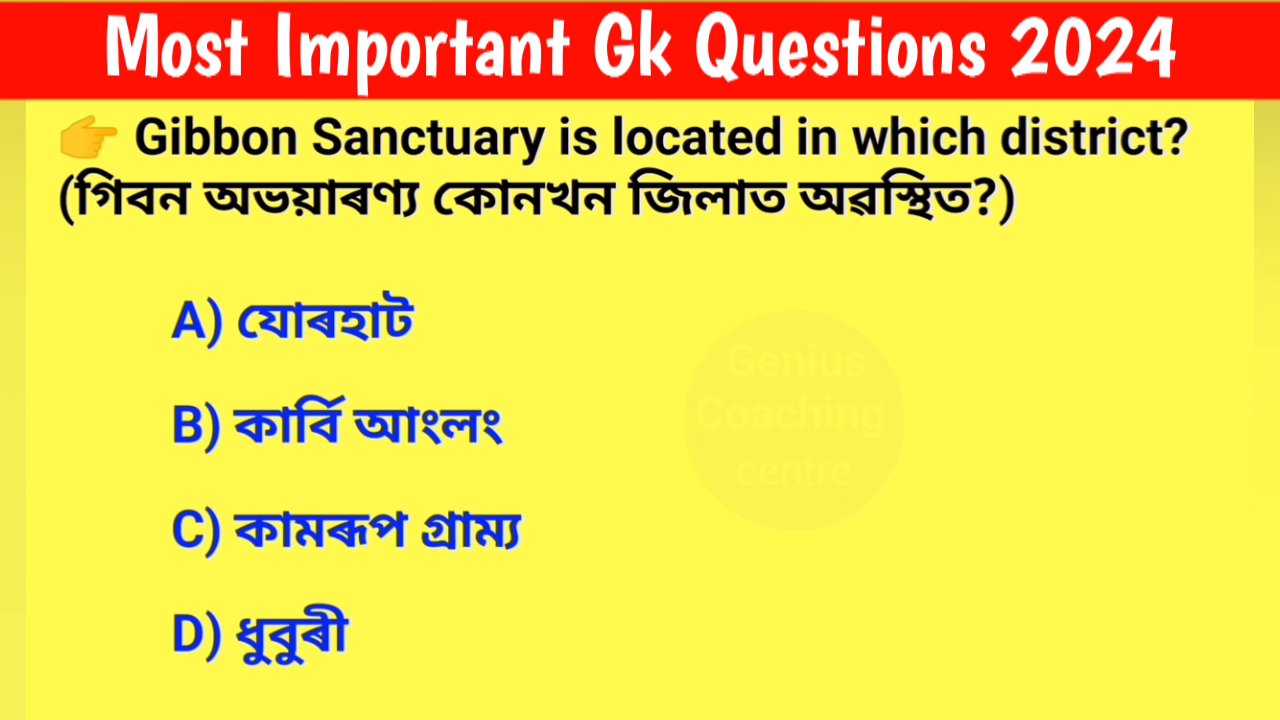 Most Important Gk Questions 2024
👉 Gibbon Sanctuary is located in which district?
(গিবন অভয়াৰণ্য কোনখন জিলাত অৱস্থিত?)
A) যোৰহাট
B) কাৰ্বি আংলং
C) কামৰূপ গ্ৰাম্য
D) ধুবুৰী
Genius
Coaching
centre